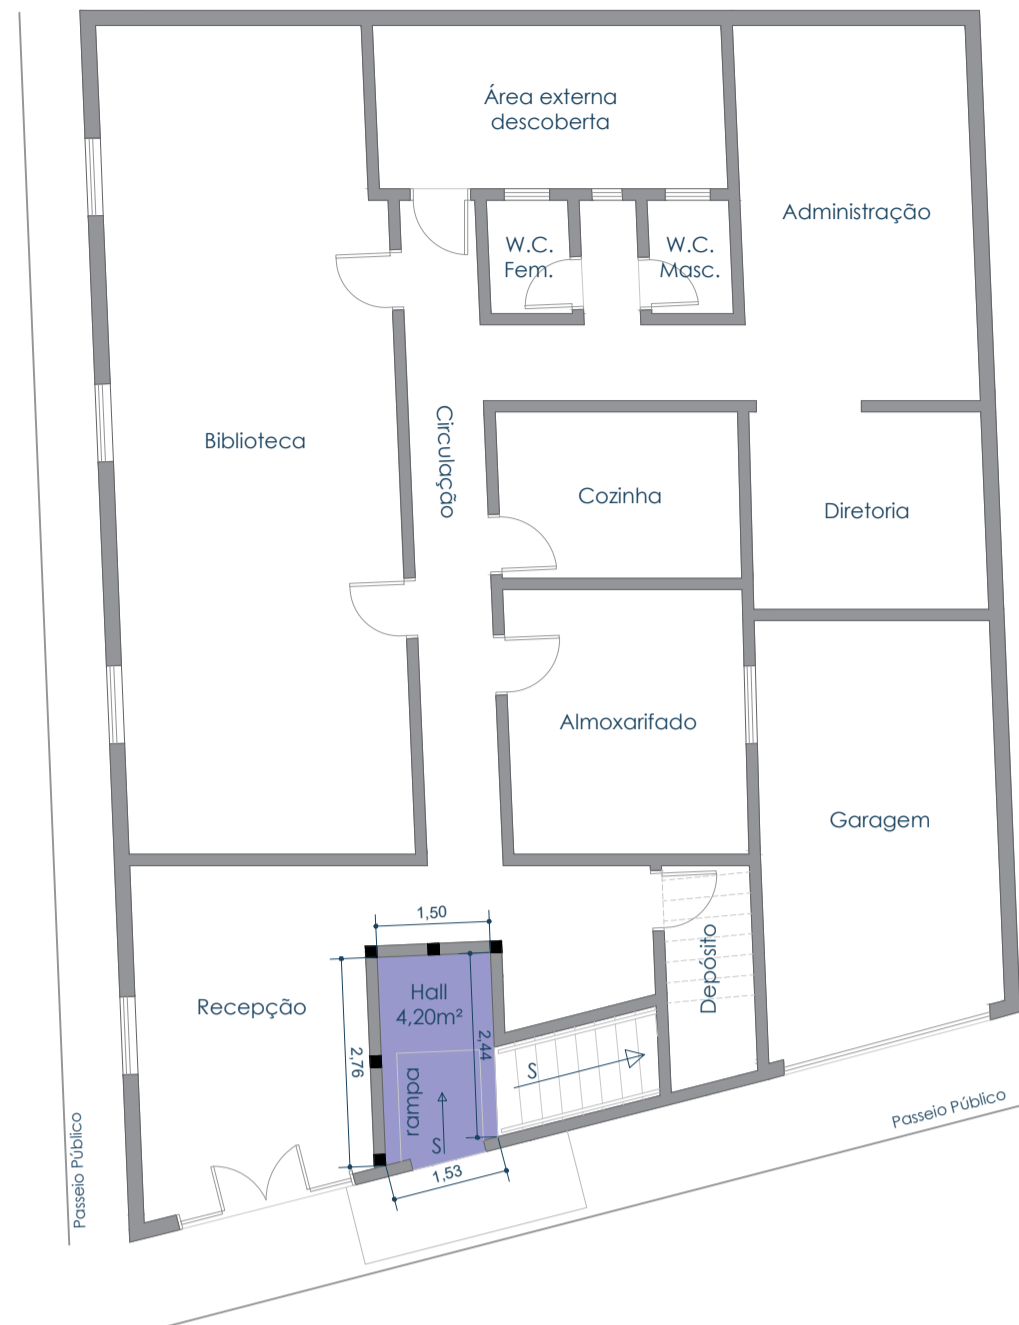 Área externa
descoberta
Administração
W.C.
Fem.
W.C.
Masc.
Biblioteca
Circulação
Cozinha
Diretoria
Almoxarifado
Garagem
1,50
Depósito
Recepção
Hall
4,20m²
2,76
2,44
rampa
S
S
1,53
Passeio Público
Passeio Público